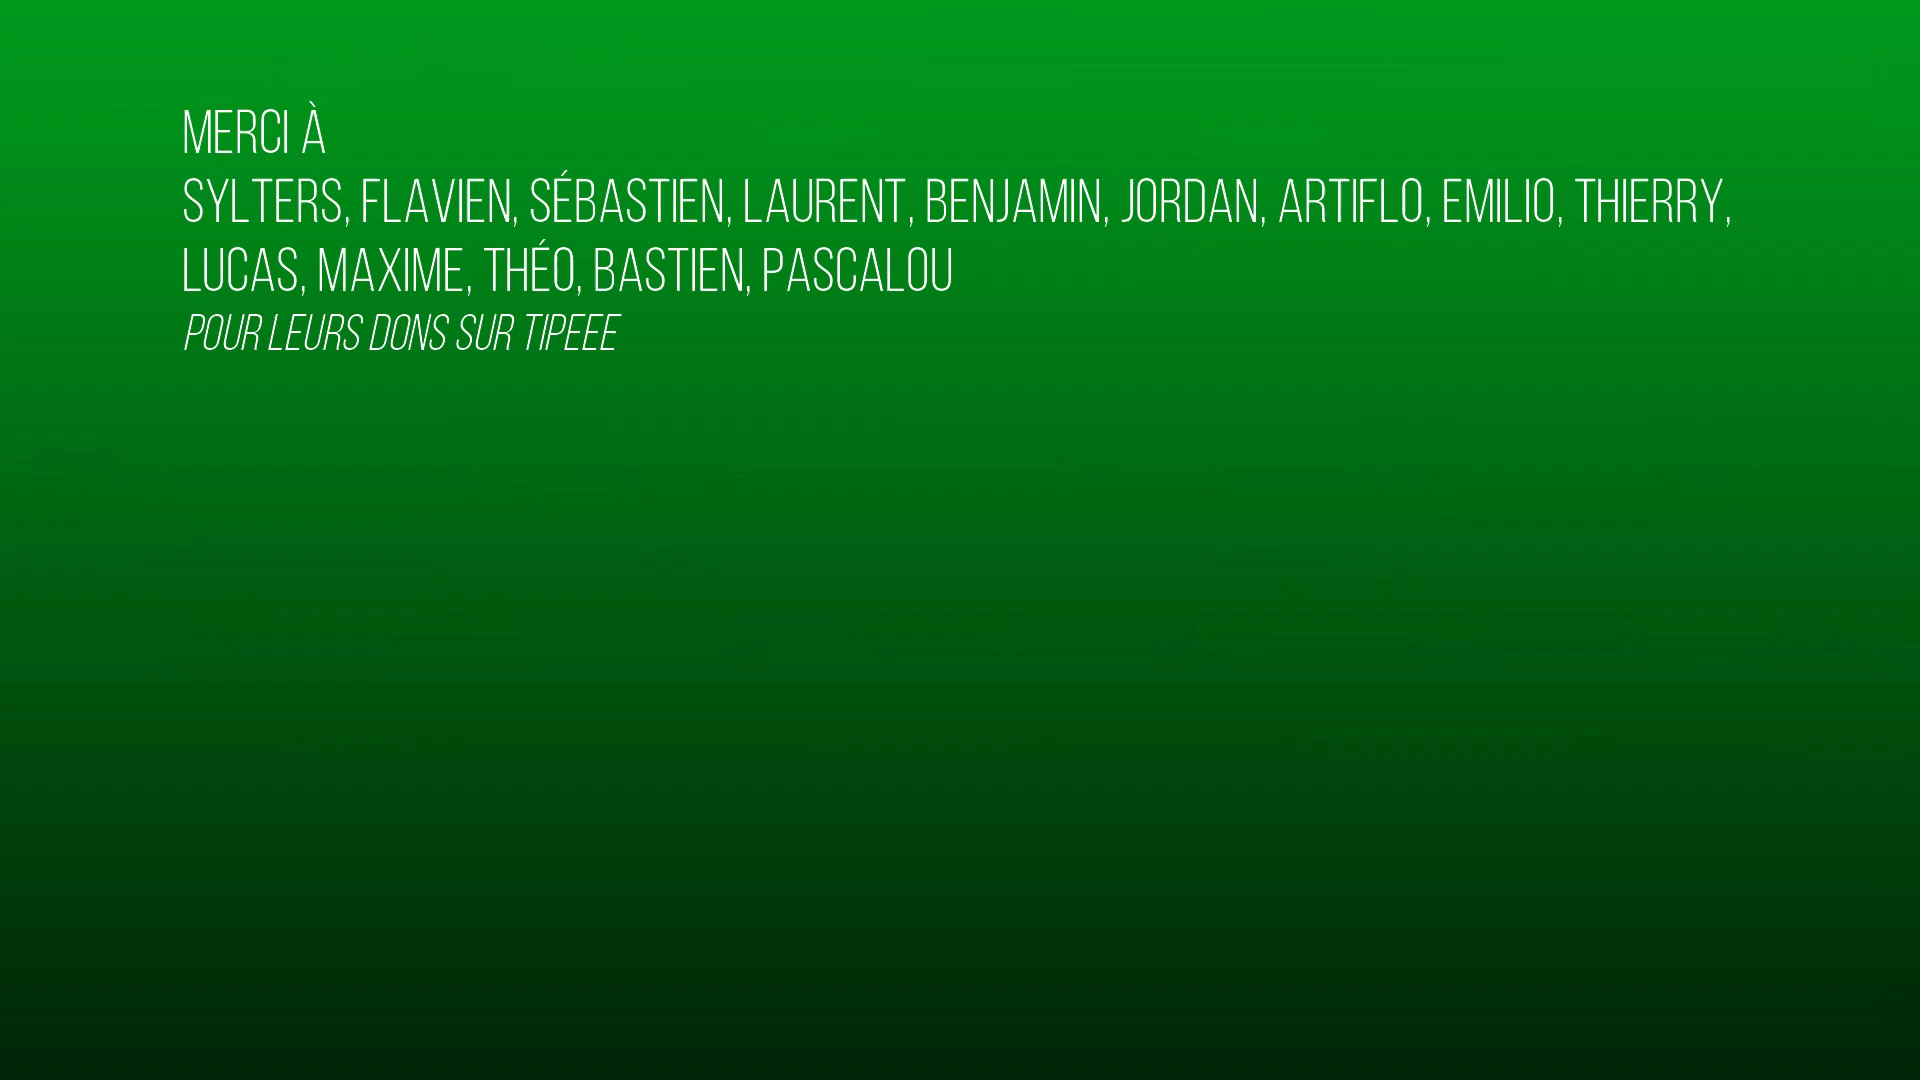 MERCI À
SYLTERS, FLAVIEN, SÉBASTIEN, LAURENT, BENJAMIN, JORDAN, ARTIFLO, EMILIO, THIERRY,
LUCAS, MAXIME, THÉO, BASTIEN, PASCALOU
POUR LEURS DONS SUR TIPEEE